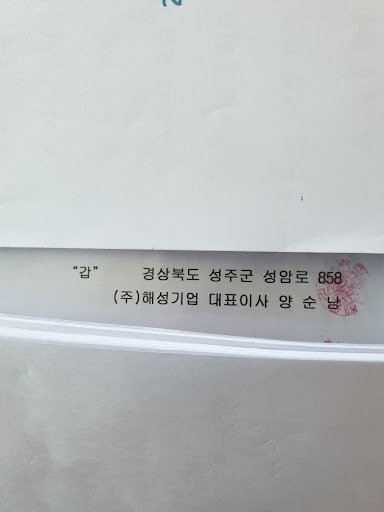 “갑” 경상북도 성주군 성암로 858
(주)해성기업 대표이사 양 순 낭